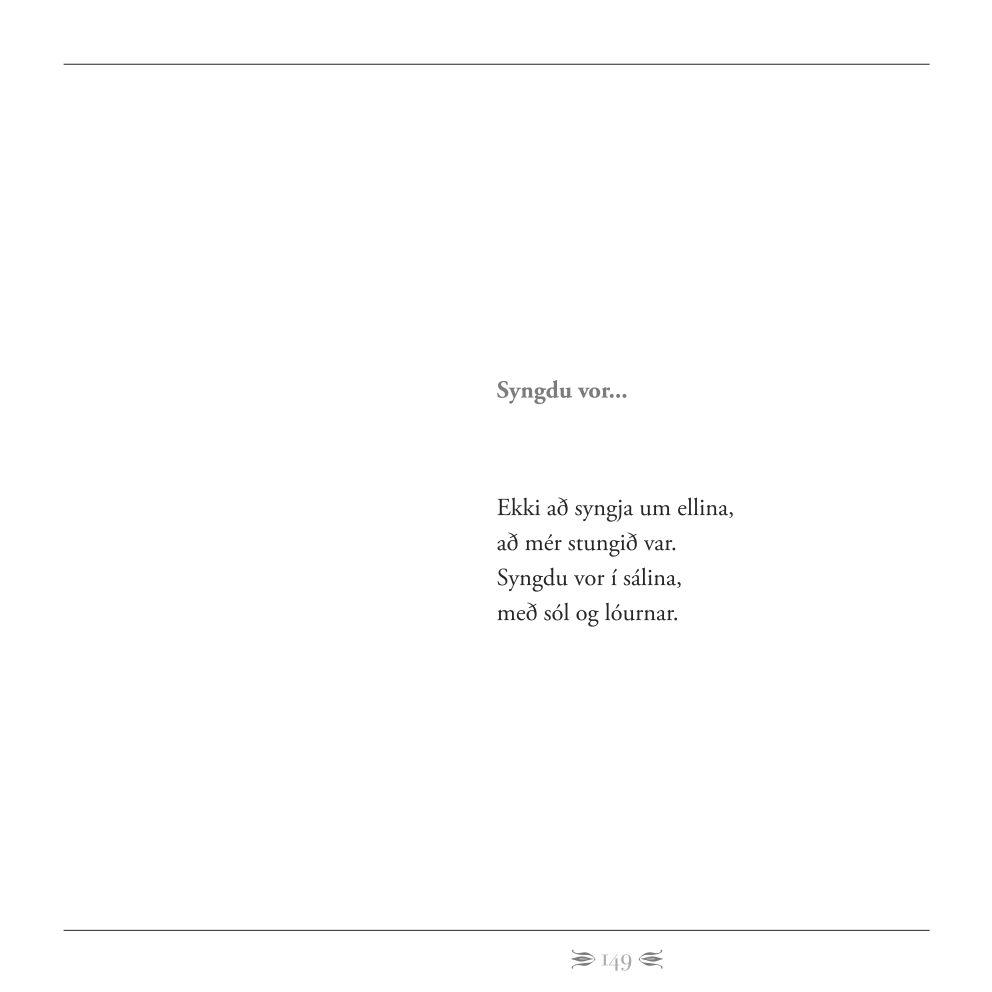 Syngdu vor...
Ekki að syngja um ellina,
að mér stungið var.
Syngdu vor í sálina,
með sól og lóurnar.
149